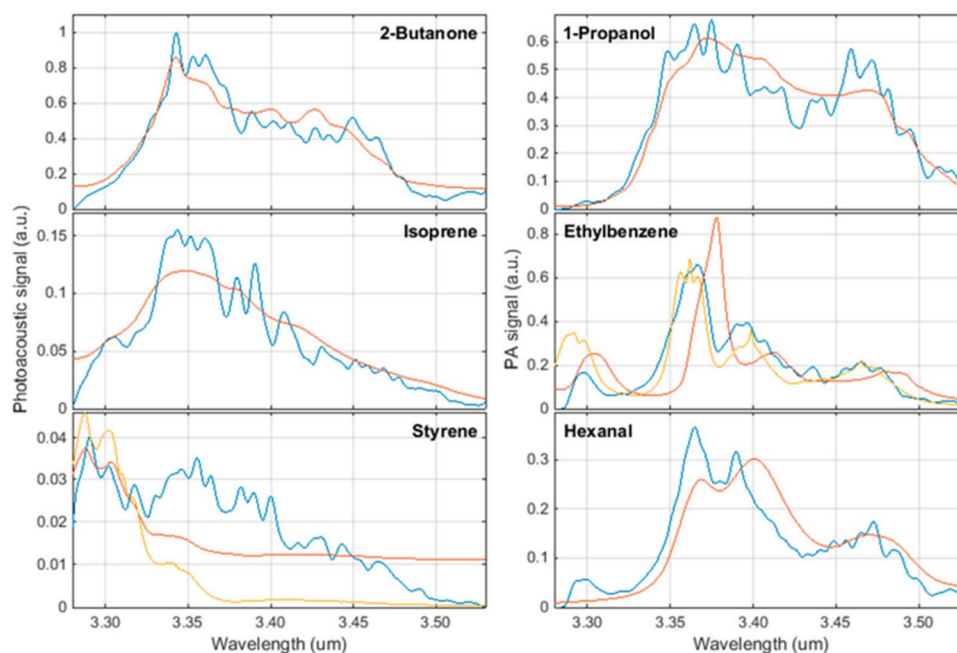 2-Butanone
1
0.8
0.6
0.4
0.2
0
Isoprene
0.15
0.1
0.05
0
Styrene
0.04
0.03
0.02
0.01
0
3.30 3.35 3.40 3.45 3.50
Wavelength (um)
Photoacoustic signal (a.u.)
1-Propanol
0.6
0.5
0.4
0.3
0.2
0.1
0
Ethylbenzene
0.8
0.6
0.4
0.2
0
Hexanal
0.3
0.2
0.1
0
3.30 3.35 3.40 3.45 3.50
Wavelength (um)
PA signal (a.u.)